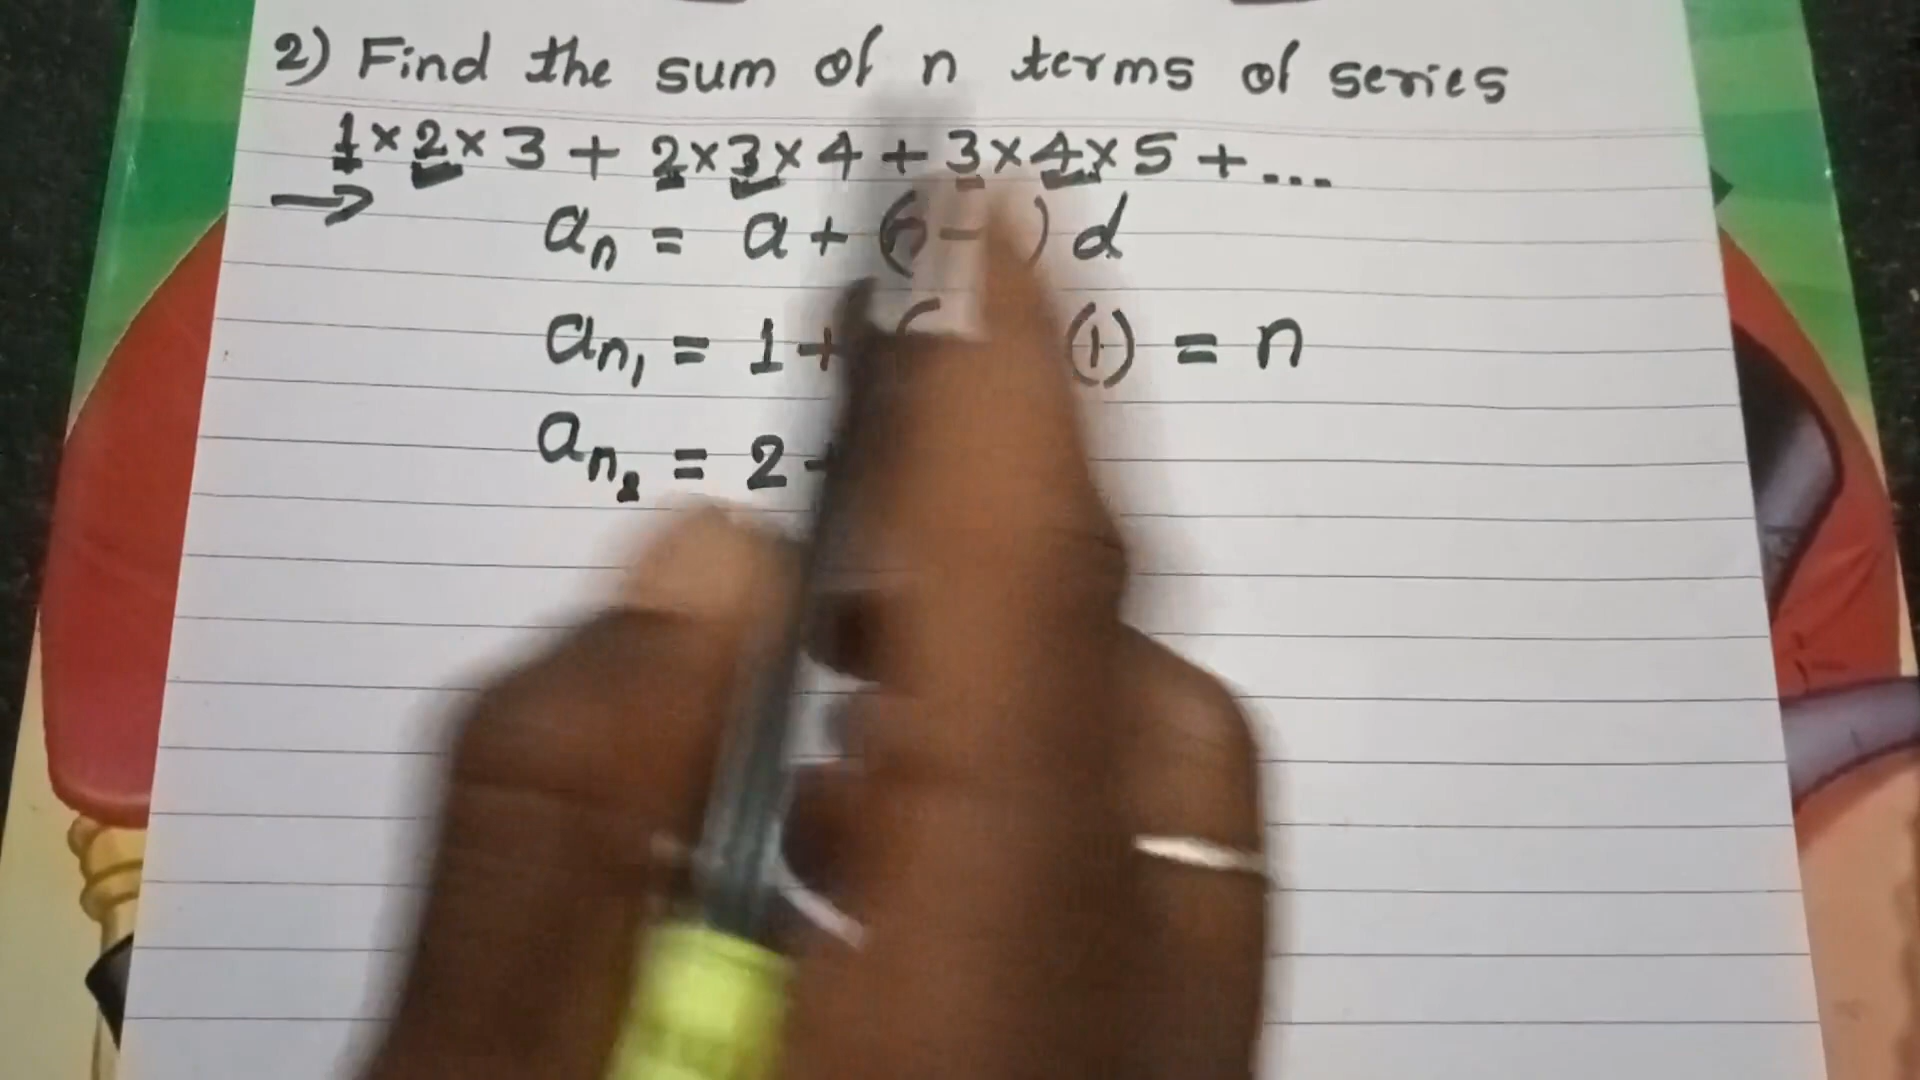 2) Find the sum of n terms of series
1×2×3 + 2×3×4 + 3×4×5 + ...
→ aₙ = a + (n- ) d
aₙ₁ = 1+ ( (1) = n
aₙ₂ = 2